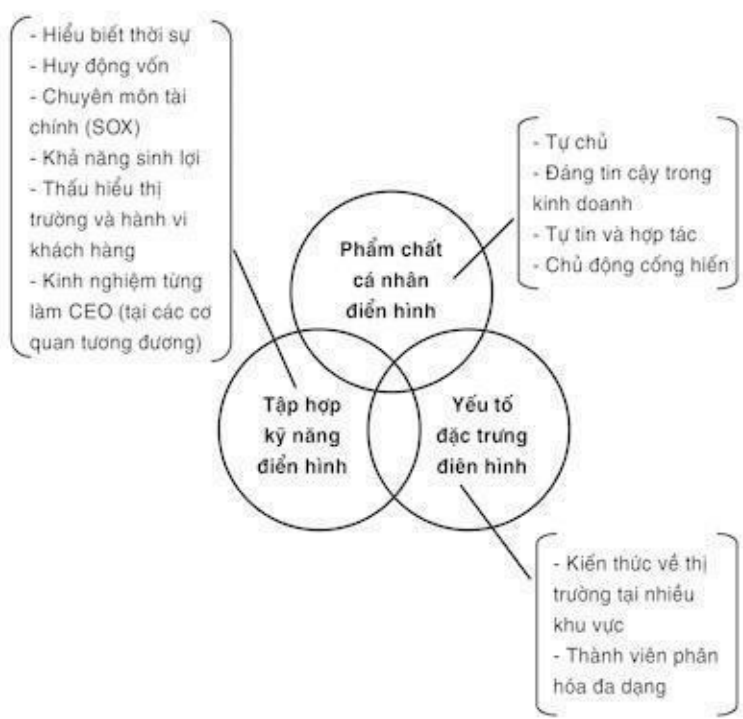 - Hiểu biết thời sự
- Huy động vốn
- Chuyên môn tài
chính (SOX)
- Khả năng sinh lợi
- Thấu hiểu thị
trường và hành vi
khách hàng
- Kinh nghiệm từng
làm CEO (tại các cơ
quan tương đương)
- Tự chủ
- Đáng tin cậy trong
kinh doanh
- Tự tin và hợp tác
- Chủ động cống hiến
Phẩm chất
cá nhân
điển hình
Tập hợp
kỹ năng
điển hình
Yếu tố
đặc trưng
điên hình
- Kiến thức về thị
trường tại nhiều
khu vực
- Thành viên phân
hóa đa dạng